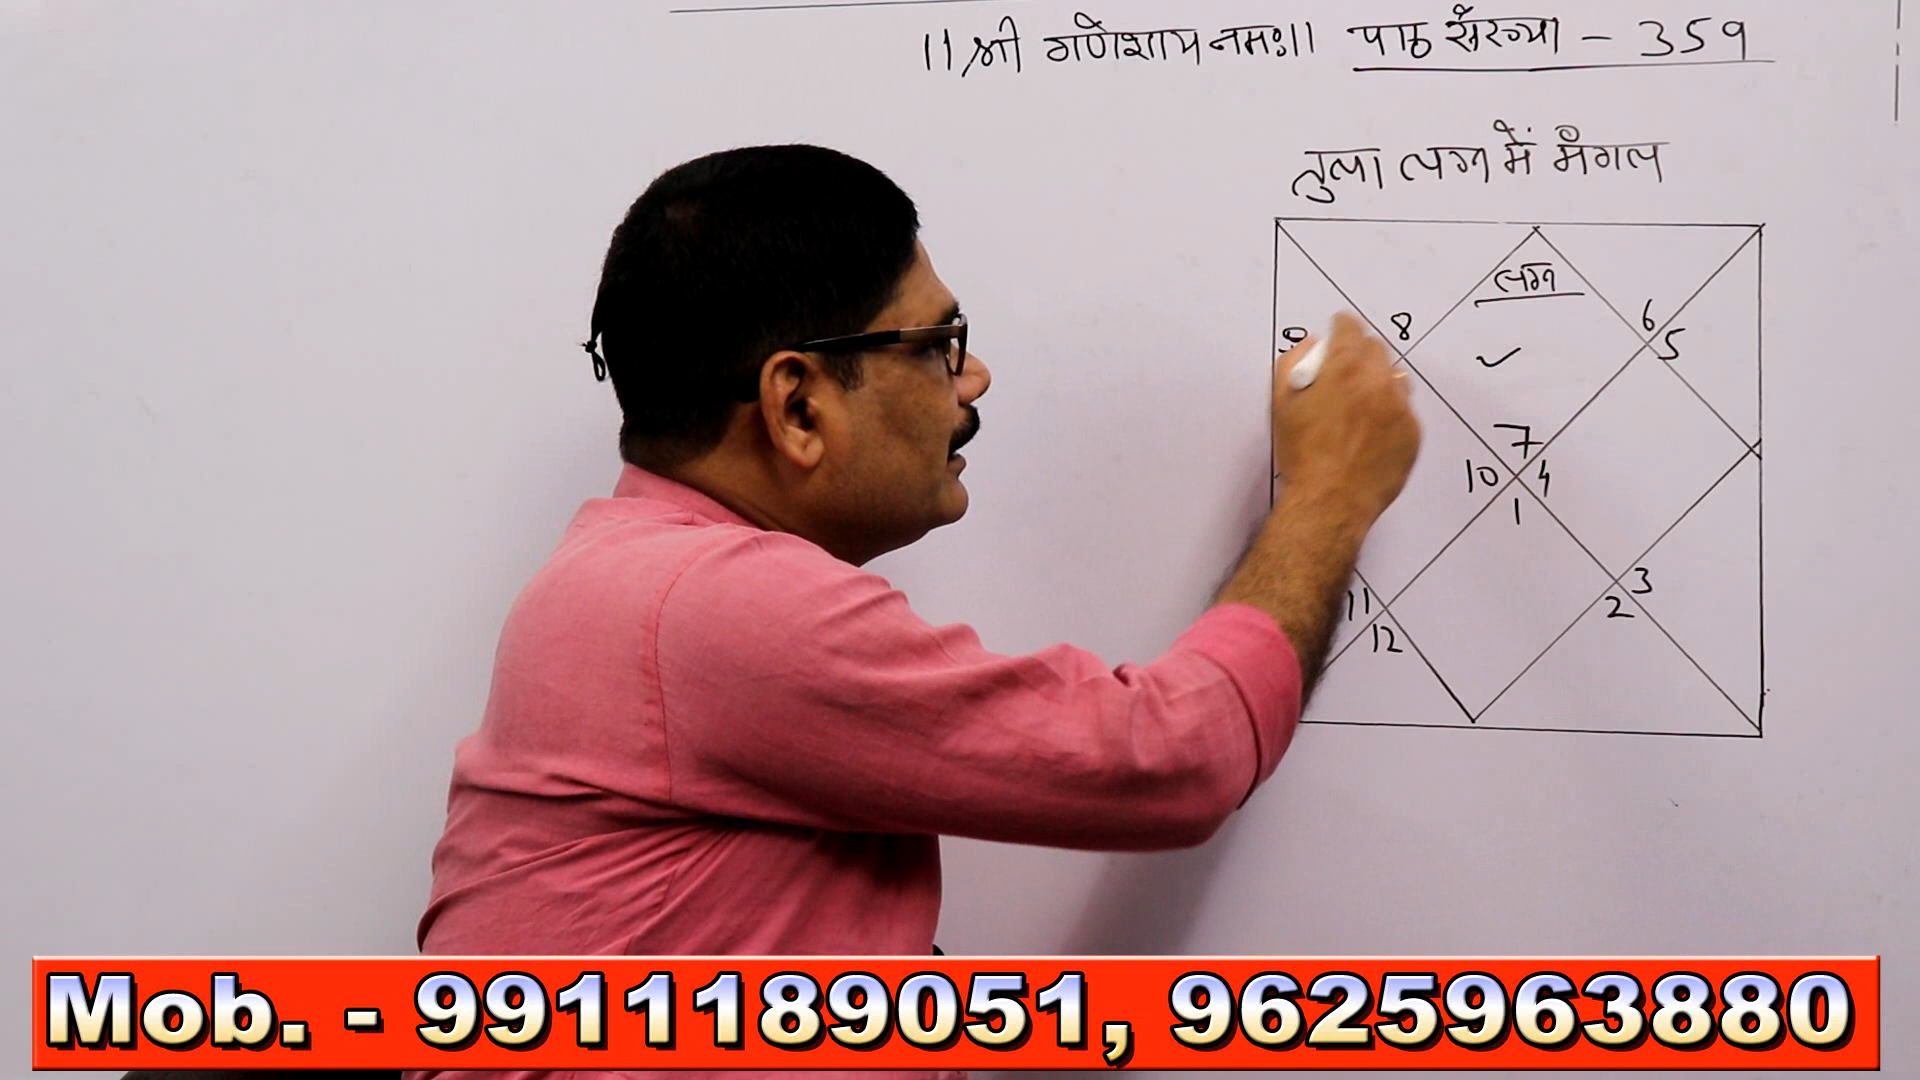 ।।श्री गणेशाय नमः।। पाठ संख्या - 359
तुला लग्न में मंगल
लग्न
8 6
5
7
10 4
1
11 3
12 2
Mob. - 9911189051, 9625963880